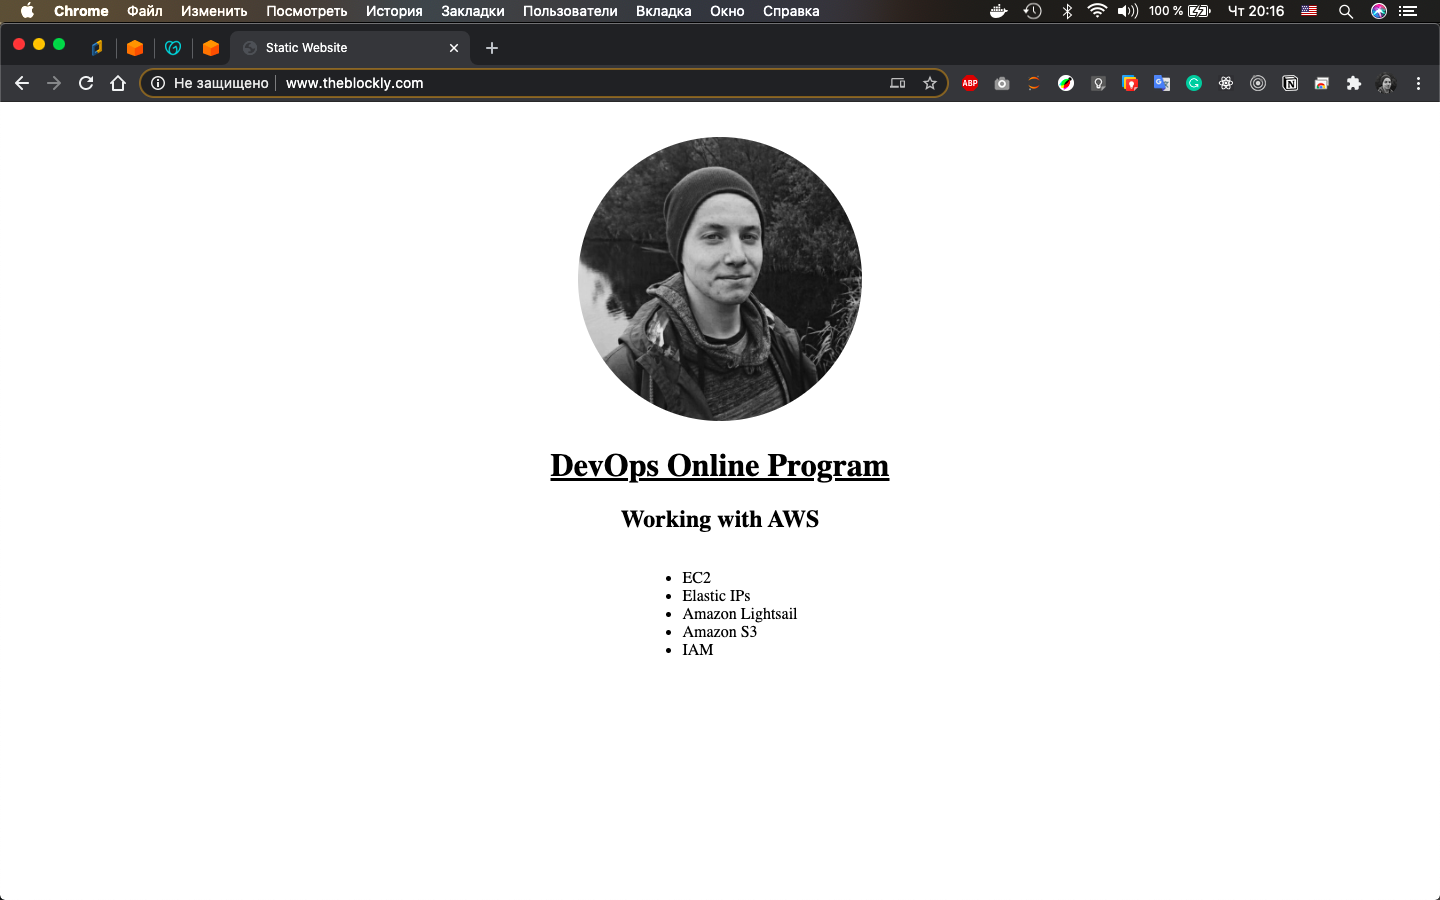 Chrome Файл Изменить Посмотреть История Закладки Пользователи Вкладка Окно Справка 100 % Чт 20:16
Static Website
Не защищено www.theblockly.com ABP
DevOps Online Program
Working with AWS
• EC2
• Elastic IPs
• Amazon Lightsail
• Amazon S3
• IAM